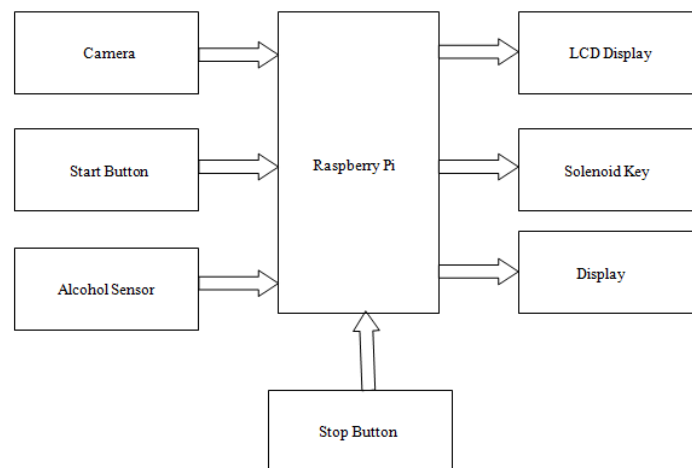 Camera
LCD Display
Start Button
Raspberry Pi
Solenoid Key
Alcohol Sensor
Display
Stop Button